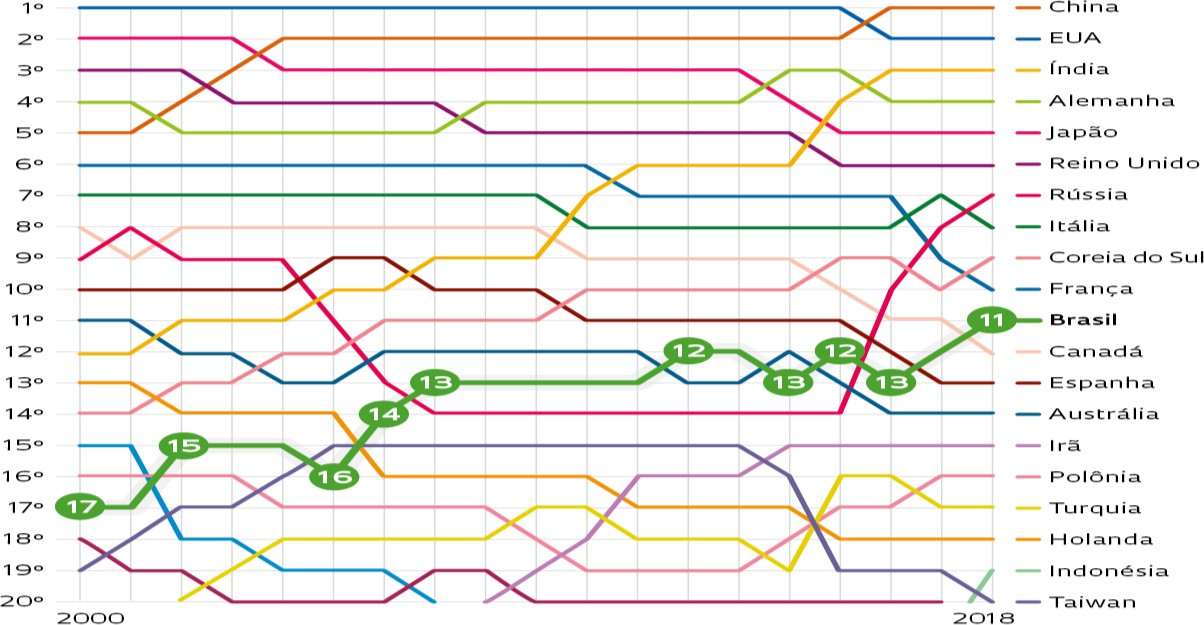 1º China
2º EUA
3º Índia
4º Alemanha
5º Japão
6º Reino Unido
7º Rússia
8º Itália
9º Coreia do Sul
10º França
11º 11 Brasil
12º 12 12 Canadá
13º 13 13 13 Espanha
14º 14 Austrália
15º 15 Irã
16º 16 Polônia
17º 17 Turquia
18º Holanda
19º Indonésia
20º Taiwan
2000 2018